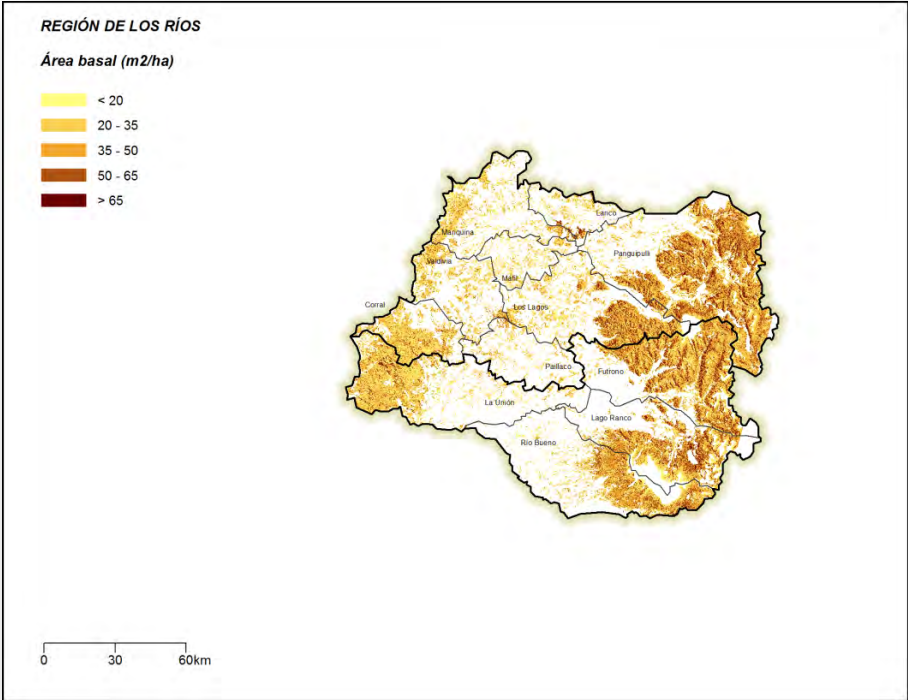 REGIÓN DE LOS RÍOS
Área basal (m2/ha)
< 20
20 - 35
35 - 50
50 - 65
> 65
Lanco
Mariquina
Panguipulli
Valdivia
Mafil
Corral
Los Lagos
Paillaco
Futrono
La Unión
Lago Ranco
Río Bueno
0 30 60km